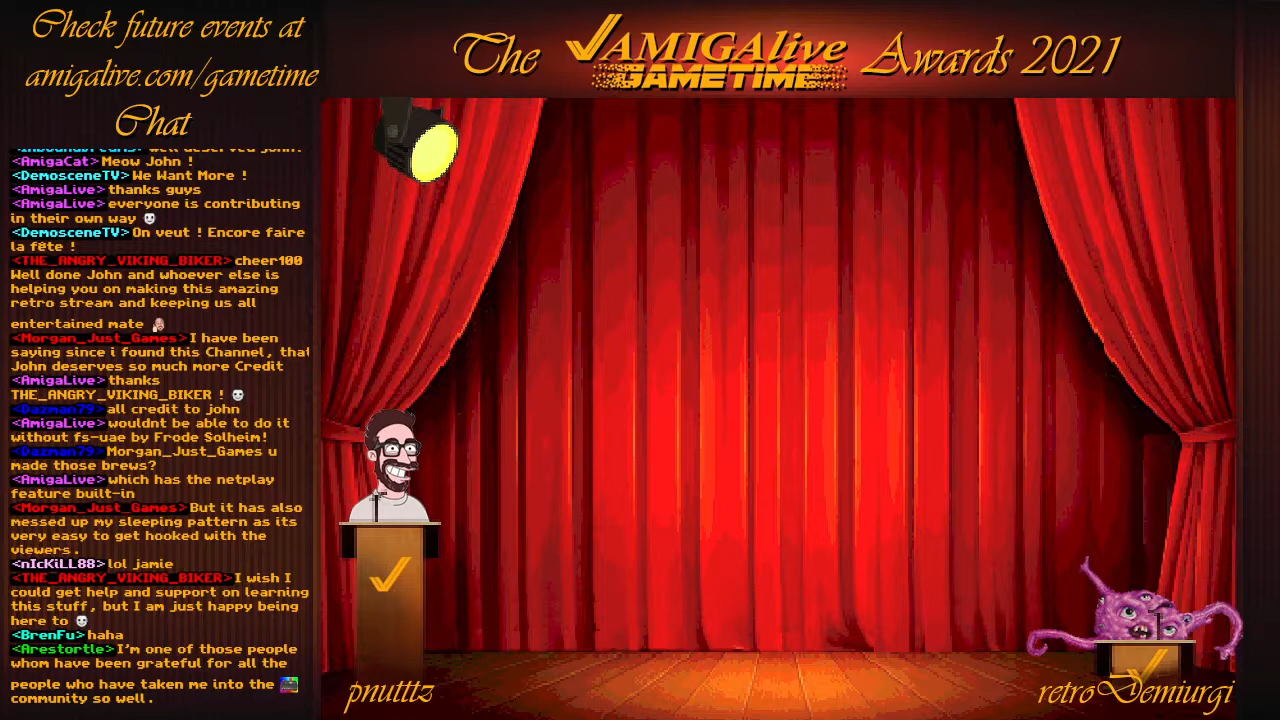 Check future events at
amigalive.com/gametime
Chat
The AMIGAlive GAMETIME Awards 2021
well deserved john!
<AmigaCat>Meow John !
<DemosceneTV>We Want More !
<AmigaLive>thanks guys
<AmigaLive>everyone is contributing
in their own way
<DemosceneTV>On veut ! Encore faire
la fête !
<THE_ANGRY_VIKING_BIKER>cheer100
Well done John and whoever else is
helping you on making this amazing
retro stream and keeping us all
entertained mate
<Morgan_Just_Games>I have been
saying since i found this Channel, that
John deserves so much more Credit
<AmigaLive>thanks
THE_ANGRY_VIKING_BIKER !
<Dazman79>all credit to john
<AmigaLive>wouldnt be able to do it
without fs-uae by Frode Solheim!
<Dazman79>Morgan_Just_Games u
made those brews?
<AmigaLive>which has the netplay
feature built-in
<Morgan_Just_Games>But it has also
messed up my sleeping pattern as its
very easy to get hooked with the
viewers.
<nIcKiLL88>lol jamie
<THE_ANGRY_VIKING_BIKER>I wish I
could get help and support on learning
this stuff, but I am just happy being
here to
<BrenFu>haha
<Arestortle>I'm one of those people
whom have been grateful for all the
people who have taken me into the
community so well.
pnutttz
retroDemiurgi